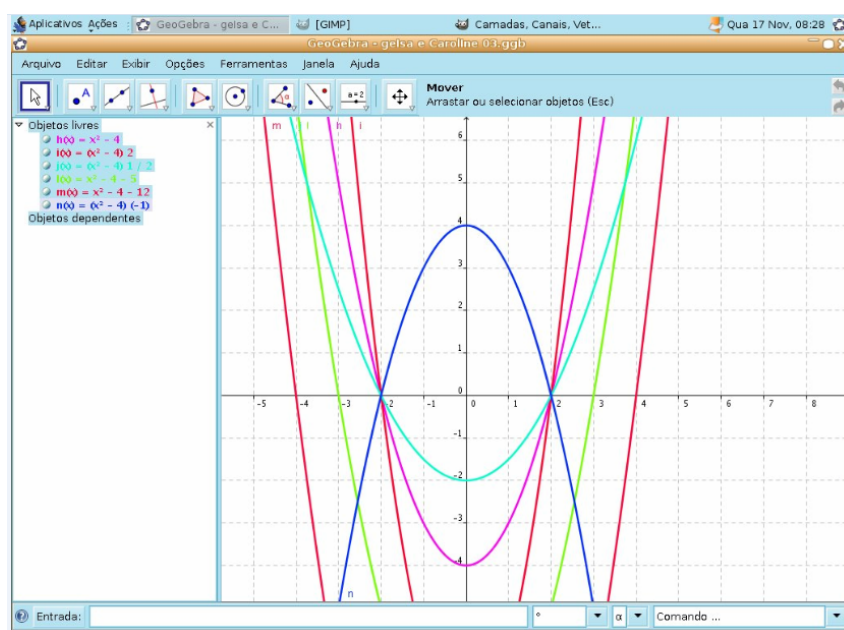 Aplicativos Ações GeoGebra - gelsa e C... [GIMP] Camadas, Canais, Vet... Qua 17 Nov, 08:28
GeoGebra - gelsa e Caroline 03.ggb
Arquivo Editar Exibir Opções Ferramentas Janela Ajuda
A α a=2 Mover
Arrastar ou selecionar objetos (Esc)
Objetos livres
h(x) = x² - 4
i(x) = (x² - 4) 2
j(x) = (x² - 4) 1 / 2
l(x) = x² - 4 - 5
m(x) = x² - 4 - 12
n(x) = (x² - 4) (-1)
Objetos dependentes
m l h i
6
5
4
3
2
1
0
-5 -4 -3 -2 -1 0 1 2 3 4 5 6 7 8
-1
-2
-3
-4
n
Entrada: ° α Comando ...